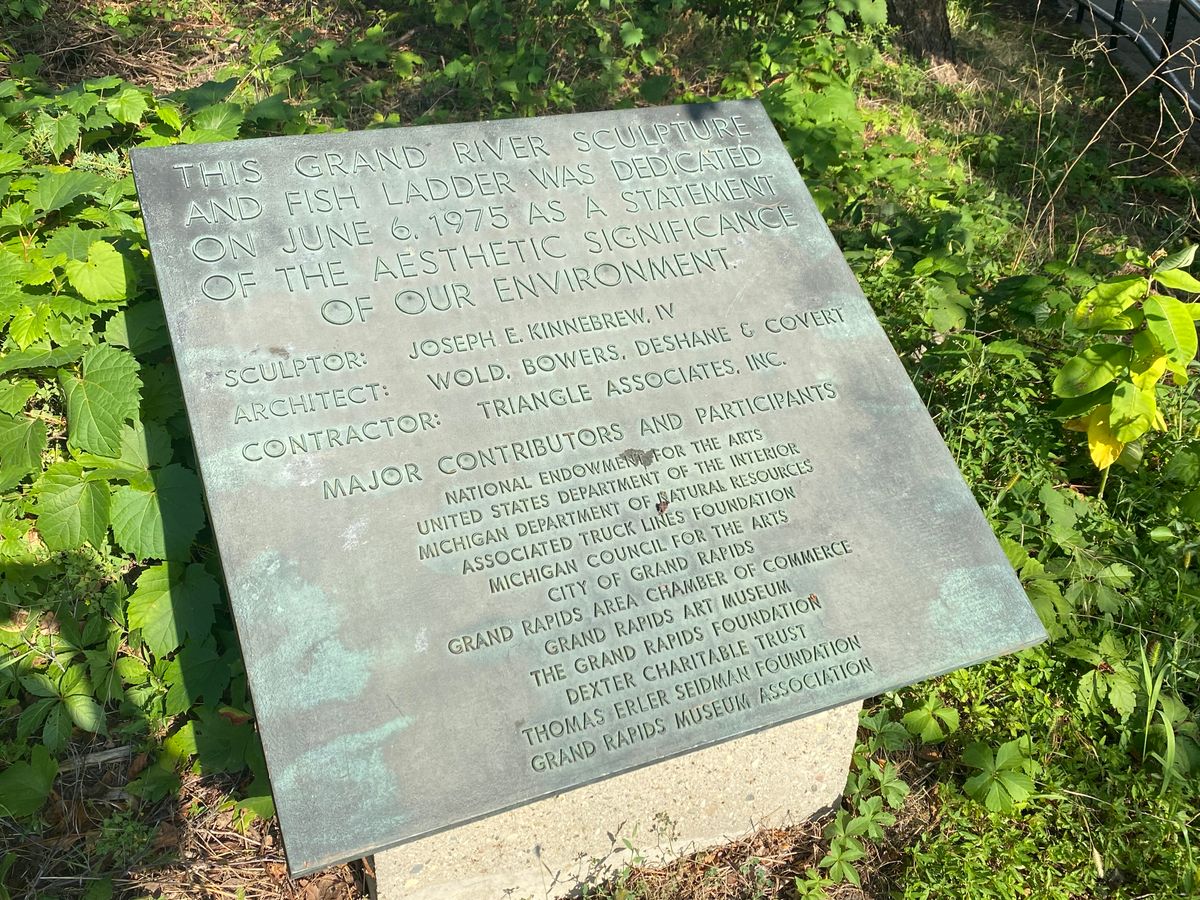 THIS GRAND RIVER SCULPTURE
AND FISH LADDER WAS DEDICATED
ON JUNE 6, 1975 AS A STATEMENT
OF THE AESTHETIC SIGNIFICANCE
OF OUR ENVIRONMENT.
SCULPTOR: JOSEPH E. KINNEBREW, IV
ARCHITECT: WOLD, BOWERS, DESHANE & COVERT
CONTRACTOR: TRIANGLE ASSOCIATES, INC.
MAJOR CONTRIBUTORS AND PARTICIPANTS
NATIONAL ENDOWMENT FOR THE ARTS
UNITED STATES DEPARTMENT OF THE INTERIOR
MICHIGAN DEPARTMENT OF NATURAL RESOURCES
ASSOCIATED TRUCK LINES FOUNDATION
MICHIGAN COUNCIL FOR THE ARTS
CITY OF GRAND RAPIDS
GRAND RAPIDS AREA CHAMBER OF COMMERCE
GRAND RAPIDS ART MUSEUM
THE GRAND RAPIDS FOUNDATION
DEXTER CHARITABLE TRUST
THOMAS ERLER SEIDMAN FOUNDATION
GRAND RAPIDS MUSEUM ASSOCIATION